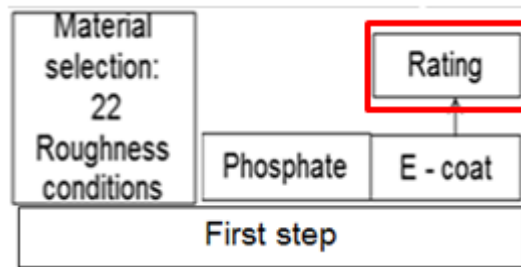 Material
selection:
22
Roughness
conditions
Rating
Phosphate
E - coat
First step